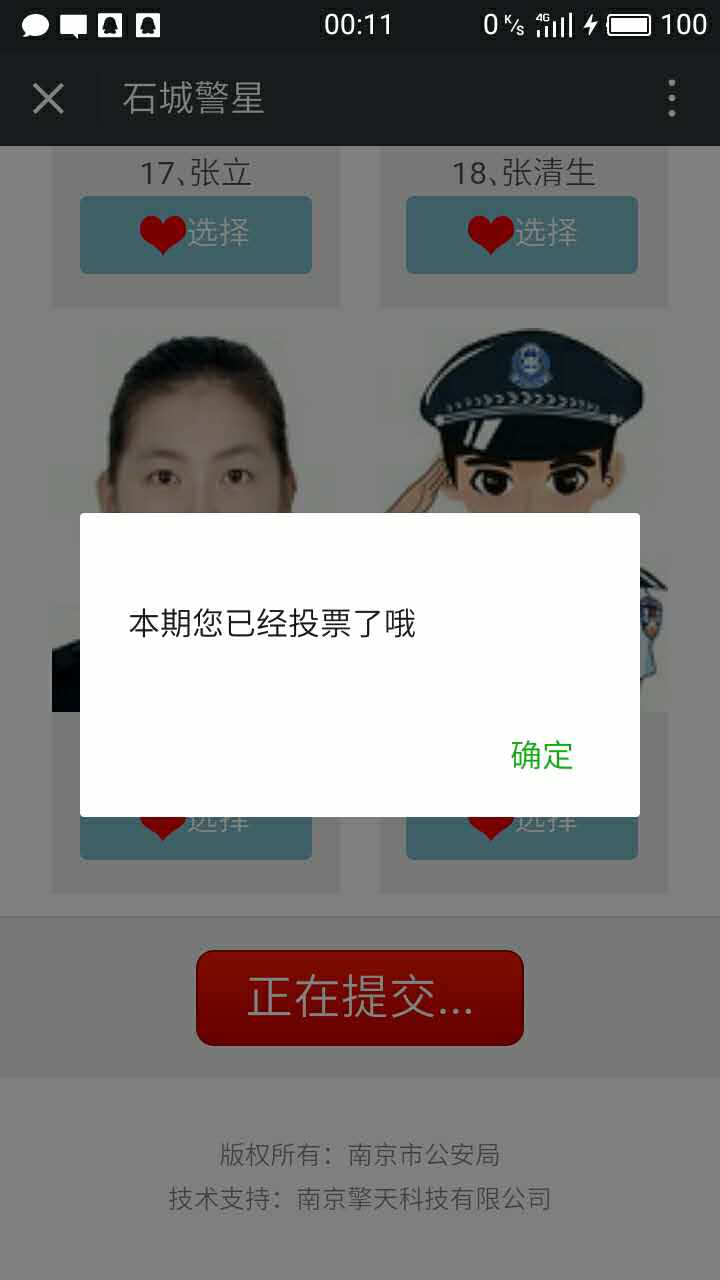 00:11
0 K/s 4G 100
石城警星
17、张立
18、张清生
选择
选择
本期您已经投票了哦
确定
选择
选择
正在提交...
版权所有：南京市公安局
技术支持：南京擎天科技有限公司